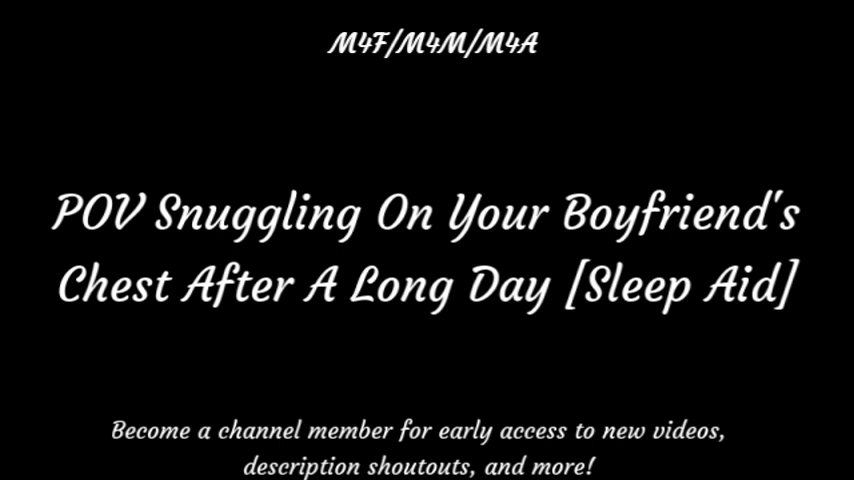 M4F/M4M/M4A
POV Snuggling On Your Boyfriend's
Chest After A Long Day [Sleep Aid]
Become a channel member for early access to new videos,
description shoutouts, and more!